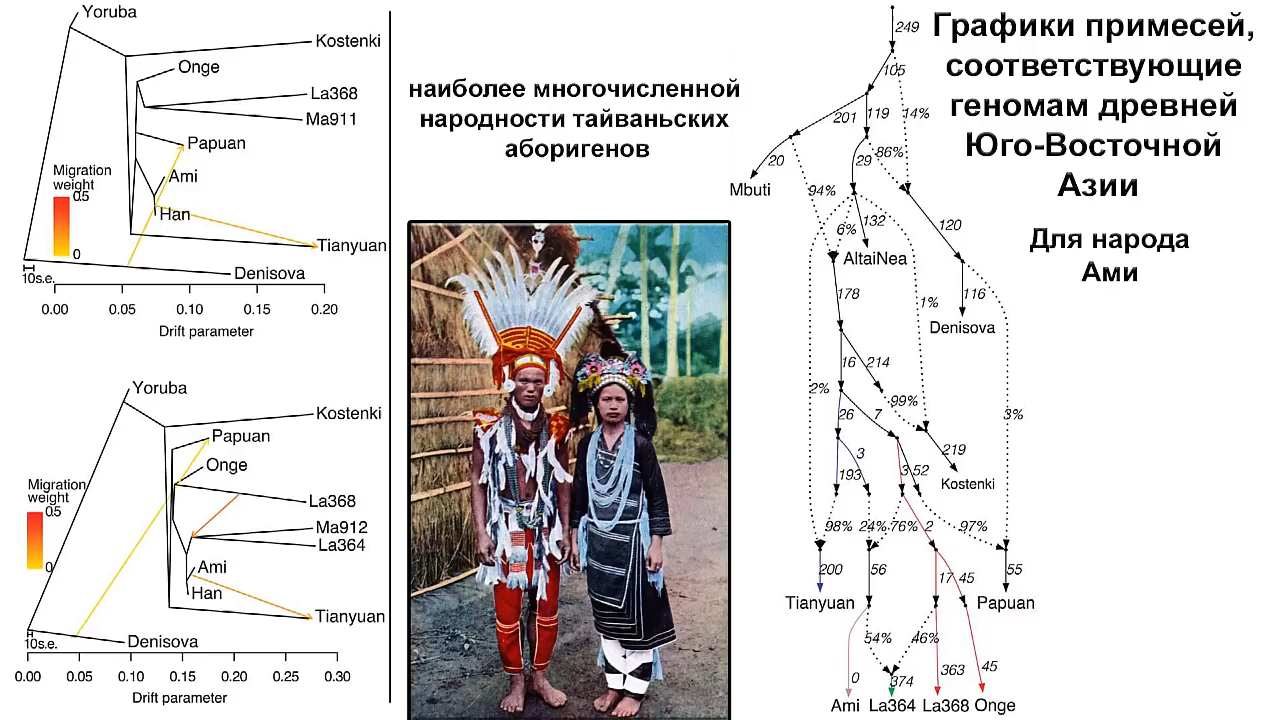 Yoruba
Kostenki
Onge
La368
Ma911
Papuan
Migration
weight
0.5
Ami
Han
0
Tianyuan
Denisova
10s.e.
0.00 0.05 0.10 0.15 0.20
Drift parameter
Yoruba
Kostenki
Papuan
Onge
Migration
weight
0.5
La368
Ma912
La364
0
Ami
Han
Tianyuan
Denisova
10s.e.
0.00 0.05 0.10 0.15 0.20 0.25 0.30
Drift parameter
наиболее многочисленной
народности тайваньских
аборигенов
249
105
201 119 14%
20 29 86%
Mbuti 94%
6% 132 120
AltaiNea
178 1% 116
Denisova
16 214
2% 99% 3%
26 7
3 219
193 3 52 Kostenki
98% 24% 76% 2 97%
200 56 17 45 55
Tianyuan Papuan
54% 46%
0 374 363 45
Ami La364 La368 Onge
Графики примесей,
соответствующие
геномам древней
Юго-Восточной
Азии
Для народа
Ами